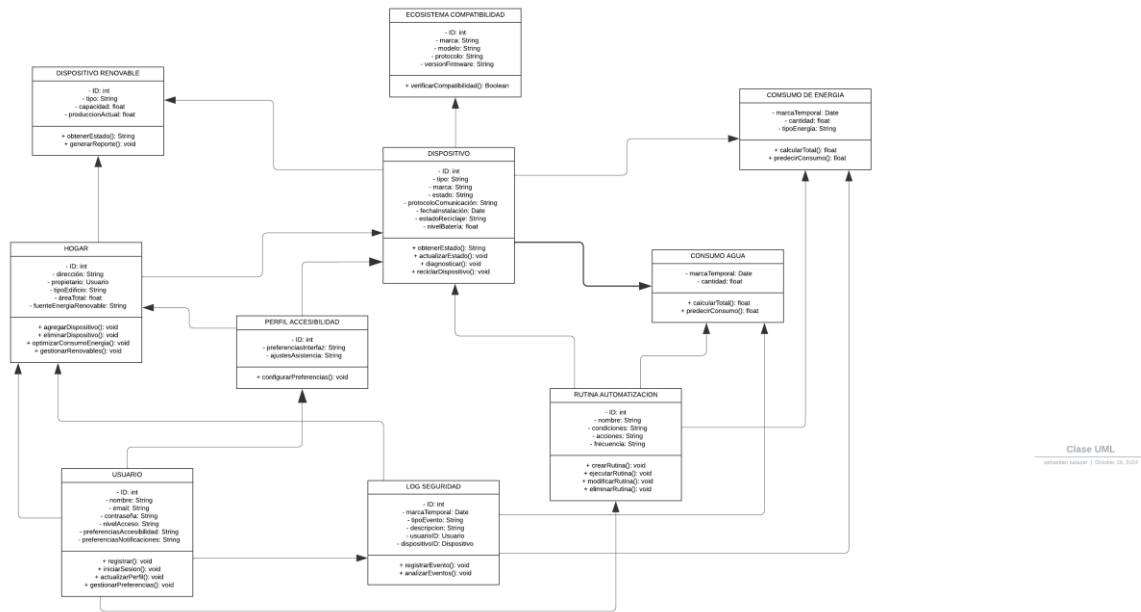 ECOSISTEMA COMPATIBILIDAD
- ID: int
- marca: String
- modelo: String
- protocolo: String
- versionFirmware: String
+ verificarCompatibilidad(): Boolean
DISPOSITIVO RENOVABLE
- ID: int
- tipo: String
- capacidad: float
- produccionActual: float
+ obtenerEstado(): String
+ generarReporte(): void
COMSUMO DE ENERGIA
- marcaTemporal: Date
- cantidad: float
- tipoEnergia: String
+ calcularTotal(): float
+ predecirConsumo(): float
DISPOSITIVO
- ID: int
- tipo: String
- marca: String
- estado: String
- protocoloComunicación: String
- fechaInstalación: Date
- estadoReciclaje: String
- nivelBatería: float
+ obtenerEstado(): String
+ actualizarEstado(): void
+ diagnosticar(): void
+ reciclarDispositivo(): void
HOGAR
- ID: int
- dirección: String
- propietario: Usuario
- tipoEdificio: String
- áreaTotal: float
- fuenteEnergiaRenovable: String
+ agregarDispositivo(): void
+ eliminarDispositivo(): void
+ optimizarConsumoEnergia(): void
+ gestionarRenovables(): void
CONSUMO AGUA
- marcaTemporal: Date
- cantidad: float
+ calcularTotal(): float
+ predecirConsumo(): float
PERFIL ACCESIBILIDAD
- ID: int
- preferenciasInterfaz: String
- ajustesAsistencia: String
+ configurarPreferencias(): void
RUTINA AUTOMATIZACION
- ID: int
- nombre: String
- condiciones: String
- acciones: String
- frecuencia: String
+ crearRutina(): void
+ ejecutarRutina(): void
+ modificarRutina(): void
+ eliminarRutina(): void
Clase UML
sebastian salazar | October 16, 2024
USUARIO
- ID: int
- nombre: String
- email: String
- contraseña: String
- nivelAcceso: String
- preferenciasAccesibilidad: String
- preferenciasNotificaciones: String
+ registrar(): void
+ iniciarSesion(): void
+ actualizarPerfil(): void
+ gestionarPreferencias(): void
LOG SEGURIDAD
- ID: int
- marcaTemporal: Date
- tipoEvento: String
- descripcion: String
- usuarioID: Usuario
- dispositivoID: Dispositivo
+ registrarEvento(): void
+ analizarEventos(): void